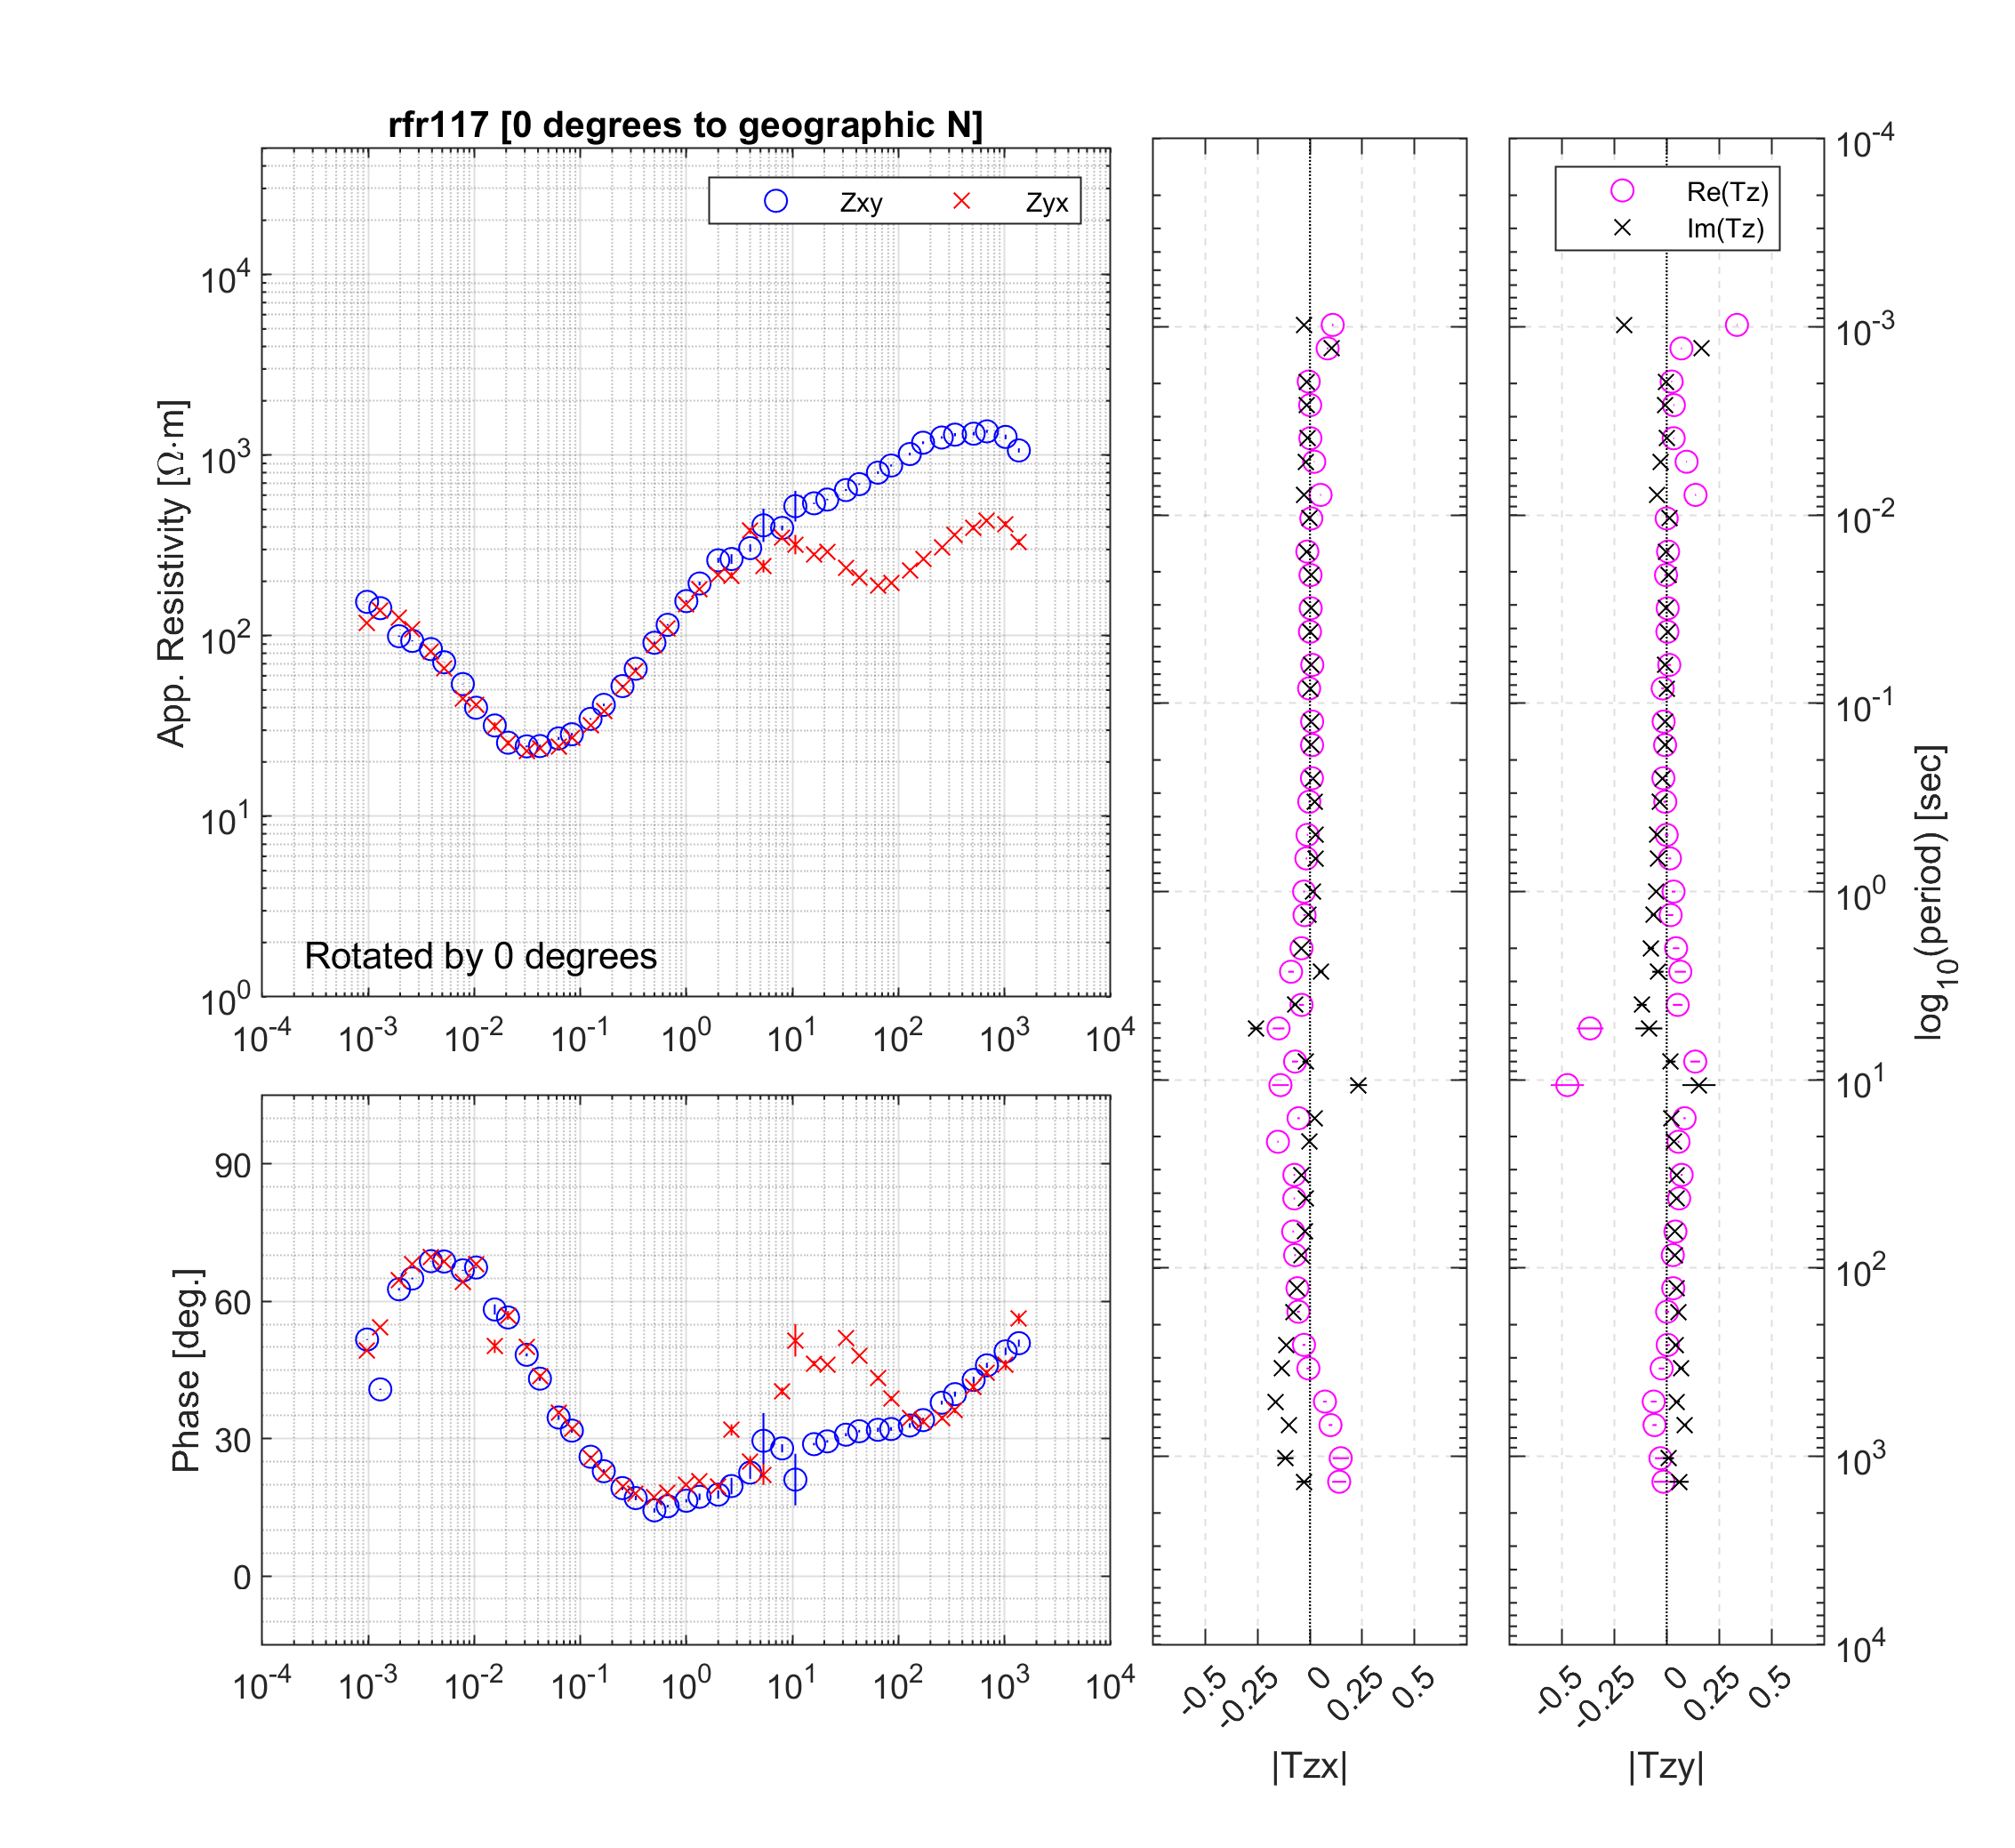 rfr117 [0 degrees to geographic N]
Zxy Zyx
App. Resistivity [Ω·m]
10^4
10^3
10^2
10^1
10^0
Rotated by 0 degrees
10^-4 10^-3 10^-2 10^-1 10^0 10^1 10^2 10^3 10^4
Phase [deg.]
90
60
30
0
10^-4 10^-3 10^-2 10^-1 10^0 10^1 10^2 10^3 10^4
-0.5 -0.25 0 0.25 0.5
|Tzx|
Re(Tz)
Im(Tz)
-0.5 -0.25 0 0.25 0.5
|Tzy|
10^-4
10^-3
10^-2
10^-1
10^0
10^1
10^2
10^3
10^4
log_10(period) [sec]